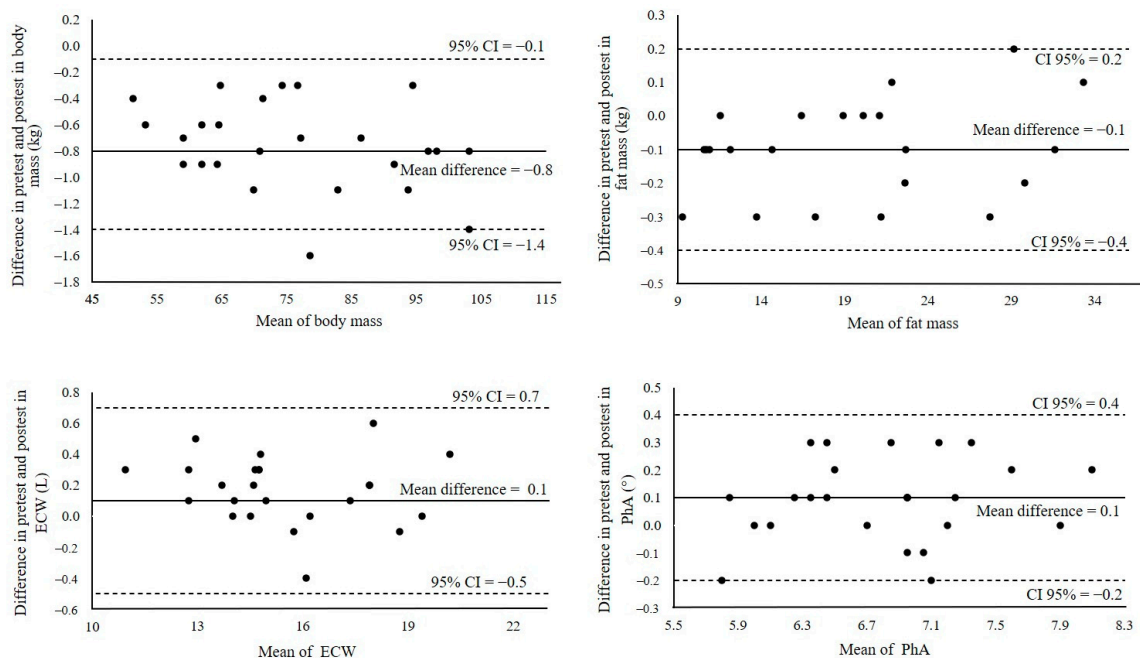 Difference in pretest and postest in body
mass (kg)
0.2
0.0
−0.2
−0.4
−0.6
−0.8
−1.0
−1.2
−1.4
−1.6
−1.8
95% CI = −0.1
Mean difference = −0.8
95% CI = −1.4
45 55 65 75 85 95 105 115
Mean of body mass
Difference in pretest and postest in
fat mass (kg)
0.3
0.2
0.1
0.0
−0.1
−0.2
−0.3
−0.4
−0.5
CI 95% = 0.2
Mean difference = −0.1
CI 95% = −0.4
9 14 19 24 29 34
Mean of fat mass
Difference in pretest and postest in
ECW (L)
0.8
0.6
0.4
0.2
0.0
−0.2
−0.4
−0.6
95% CI = 0.7
Mean difference = 0.1
95% CI = −0.5
10 13 16 19 22
Mean of ECW
Difference in pretest and postest in
PhA (°)
0.5
0.4
0.3
0.2
0.1
0.0
−0.1
−0.2
−0.3
CI 95% = 0.4
Mean difference = 0.1
CI 95% = −0.2
5.5 5.9 6.3 6.7 7.1 7.5 7.9 8.3
Mean of PhA